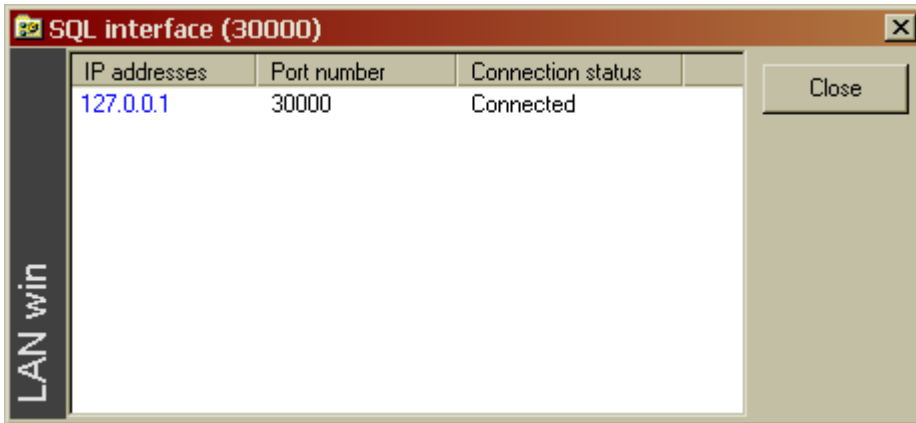 SQL interface (30000)
IP addresses Port number Connection status
127.0.0.1 30000 Connected
Close
LAN win